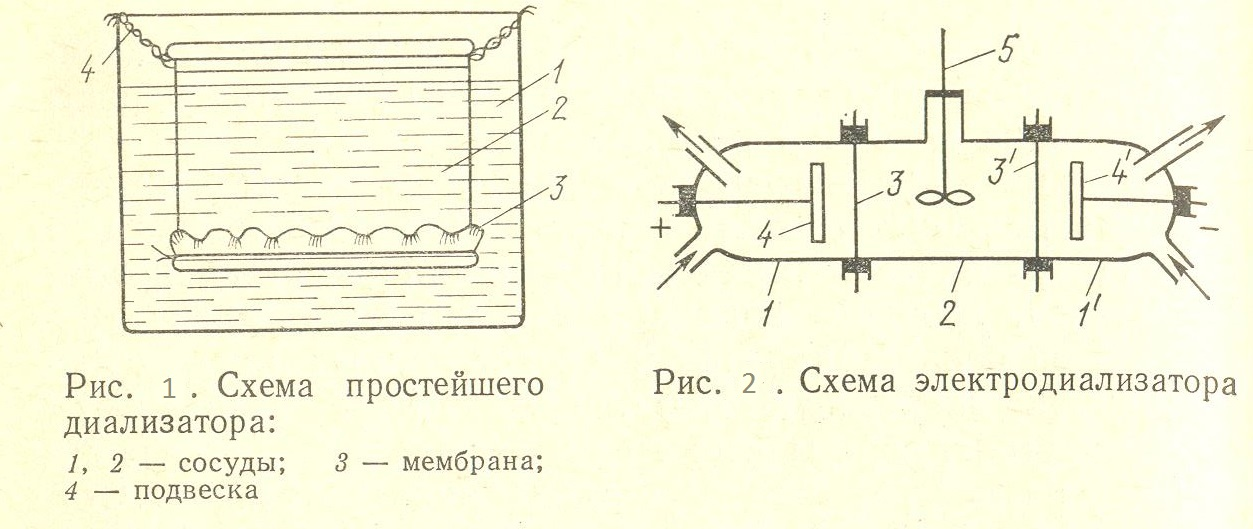 4
1
2
3
5
3
3'
4
4'
+
−
1
2
1'
Рис. 1 . Схема простейшего
диализатора:
1, 2 — сосуды; 3 — мембрана;
4 — подвеска
Рис. 2 . Схема электродиализатора